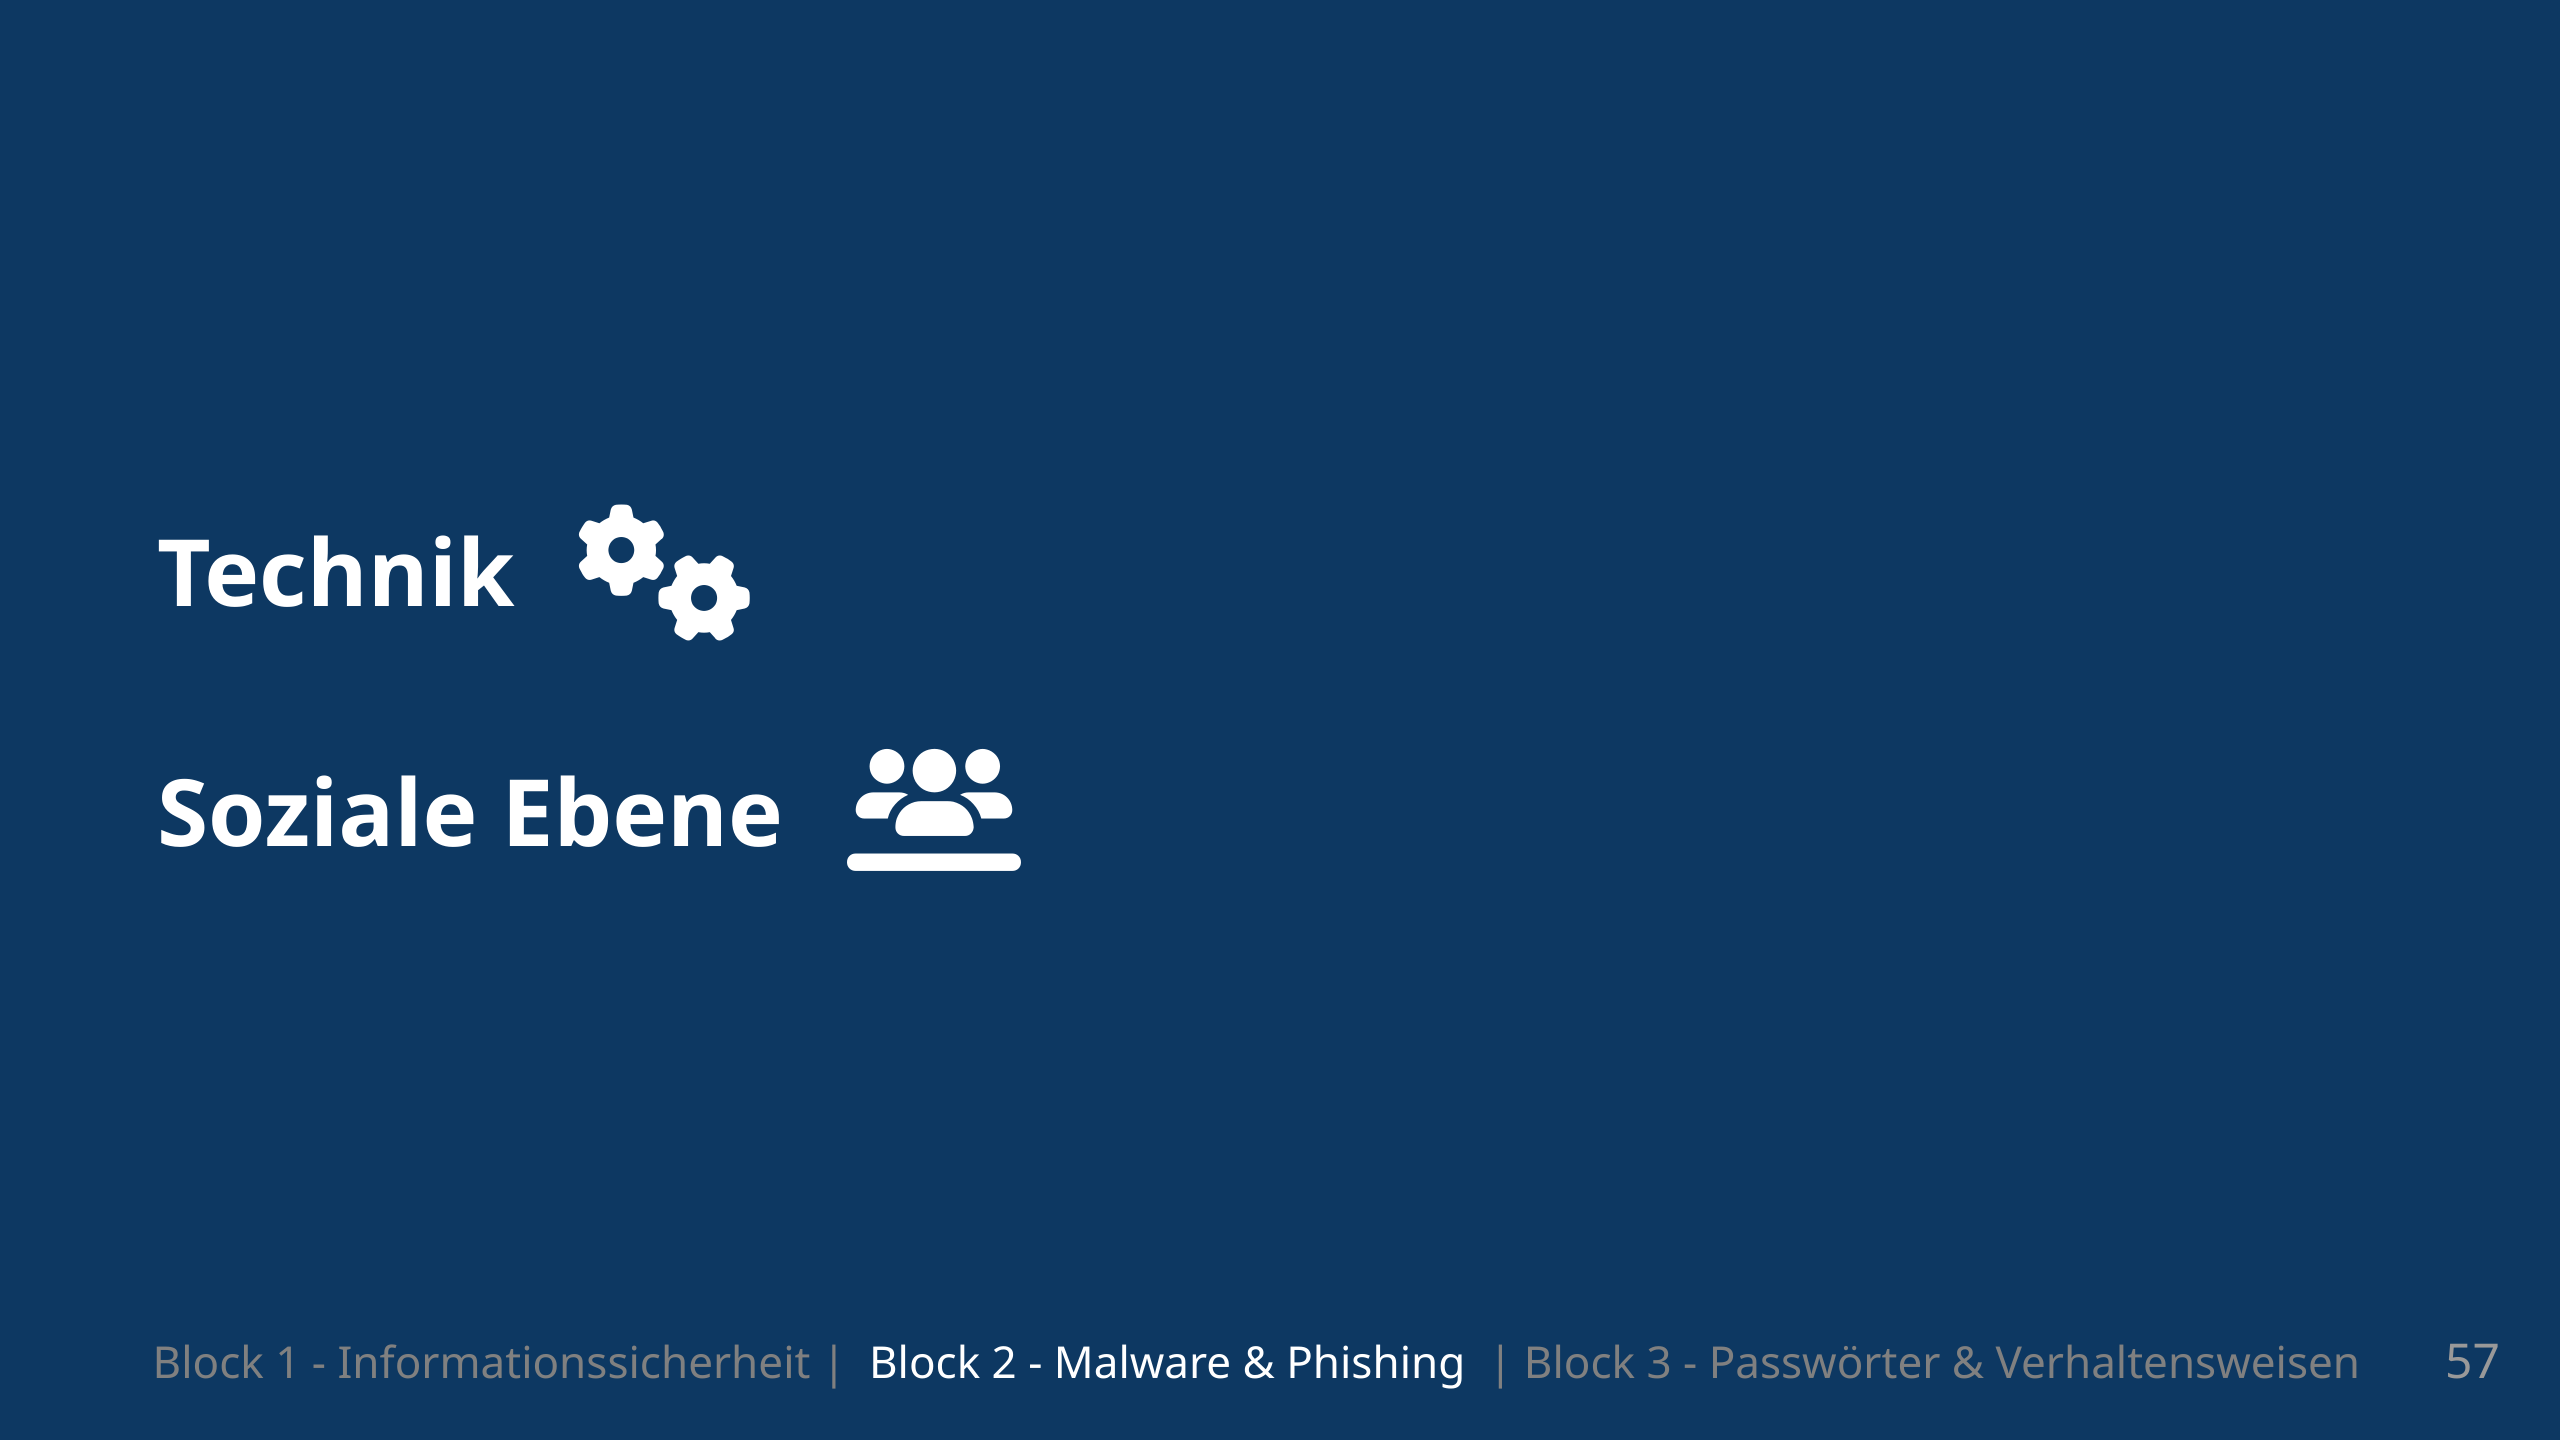 Technik
Soziale Ebene
Block 1 - Informationssicherheit | Block 2 - Malware & Phishing | Block 3 - Passwörter & Verhaltensweisen 57